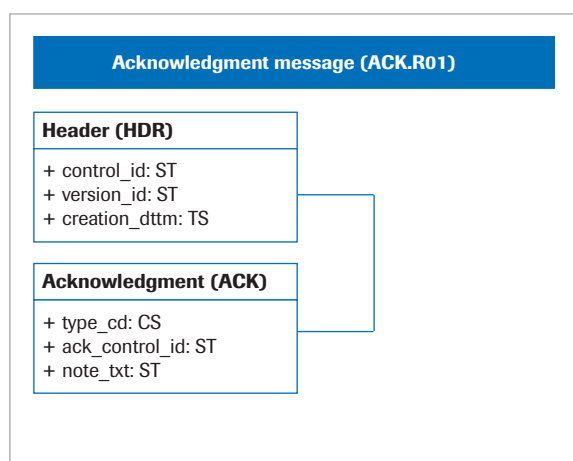 Acknowledgment message (ACK.R01)
Header (HDR)
+ control_id: ST
+ version_id: ST
+ creation_dttm: TS
Acknowledgment (ACK)
+ type_cd: CS
+ ack_control_id: ST
+ note_txt: ST